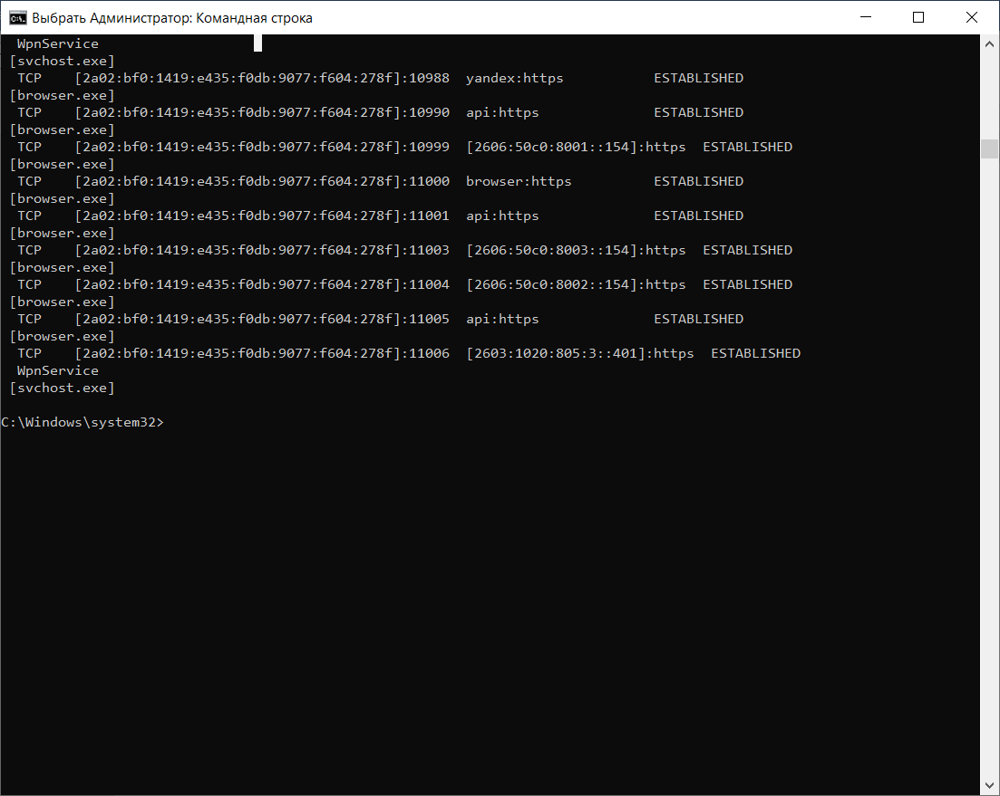 Выбрать Администратор: Командная строка
WpnService
[svchost.exe]
TCP    [2a02:bf0:1419:e435:f0db:9077:f604:278f]:10988  yandex:https           ESTABLISHED
[browser.exe]
TCP    [2a02:bf0:1419:e435:f0db:9077:f604:278f]:10990  api:https              ESTABLISHED
[browser.exe]
TCP    [2a02:bf0:1419:e435:f0db:9077:f604:278f]:10999  [2606:50c0:8001::154]:https  ESTABLISHED
[browser.exe]
TCP    [2a02:bf0:1419:e435:f0db:9077:f604:278f]:11000  browser:https          ESTABLISHED
[browser.exe]
TCP    [2a02:bf0:1419:e435:f0db:9077:f604:278f]:11001  api:https              ESTABLISHED
[browser.exe]
TCP    [2a02:bf0:1419:e435:f0db:9077:f604:278f]:11003  [2606:50c0:8003::154]:https  ESTABLISHED
[browser.exe]
TCP    [2a02:bf0:1419:e435:f0db:9077:f604:278f]:11004  [2606:50c0:8002::154]:https  ESTABLISHED
[browser.exe]
TCP    [2a02:bf0:1419:e435:f0db:9077:f604:278f]:11005  api:https              ESTABLISHED
[browser.exe]
TCP    [2a02:bf0:1419:e435:f0db:9077:f604:278f]:11006  [2603:1020:805:3::401]:https  ESTABLISHED
WpnService
[svchost.exe]
C:\Windows\system32>